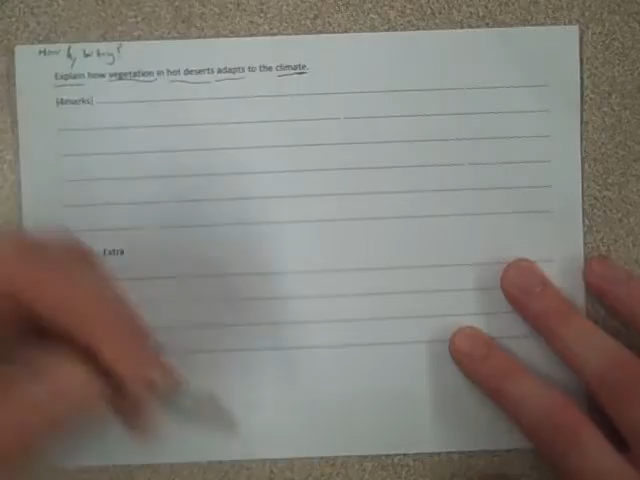 How
Explain how vegetation in hot deserts adapts to the climate.
(4marks)
Extra